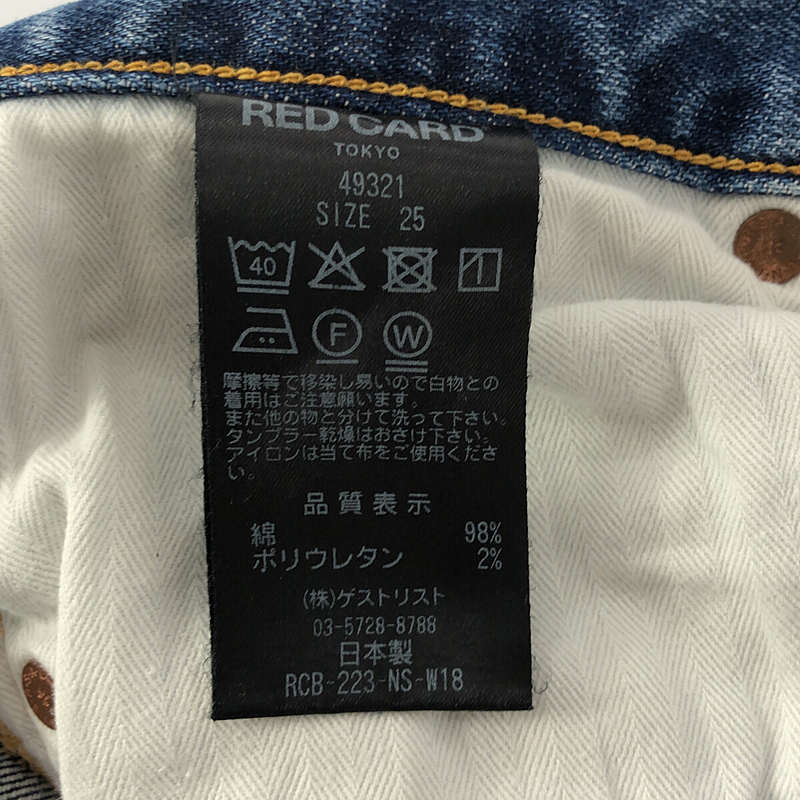 RED CARD
TOKYO
49321
SIZE 25
40
F W
摩擦等で移染し易いので白物との
着用はご注意願います。
また他の物と分けて洗って下さい。
タンブラー乾燥はおさけ下さい。
アイロンは当て布をご使用くださ
い。
品質表示
綿 98%
ポリウレタン 2%
(株)ゲストリスト
03-5728-8788
日本製
RCB-223-NS-W18